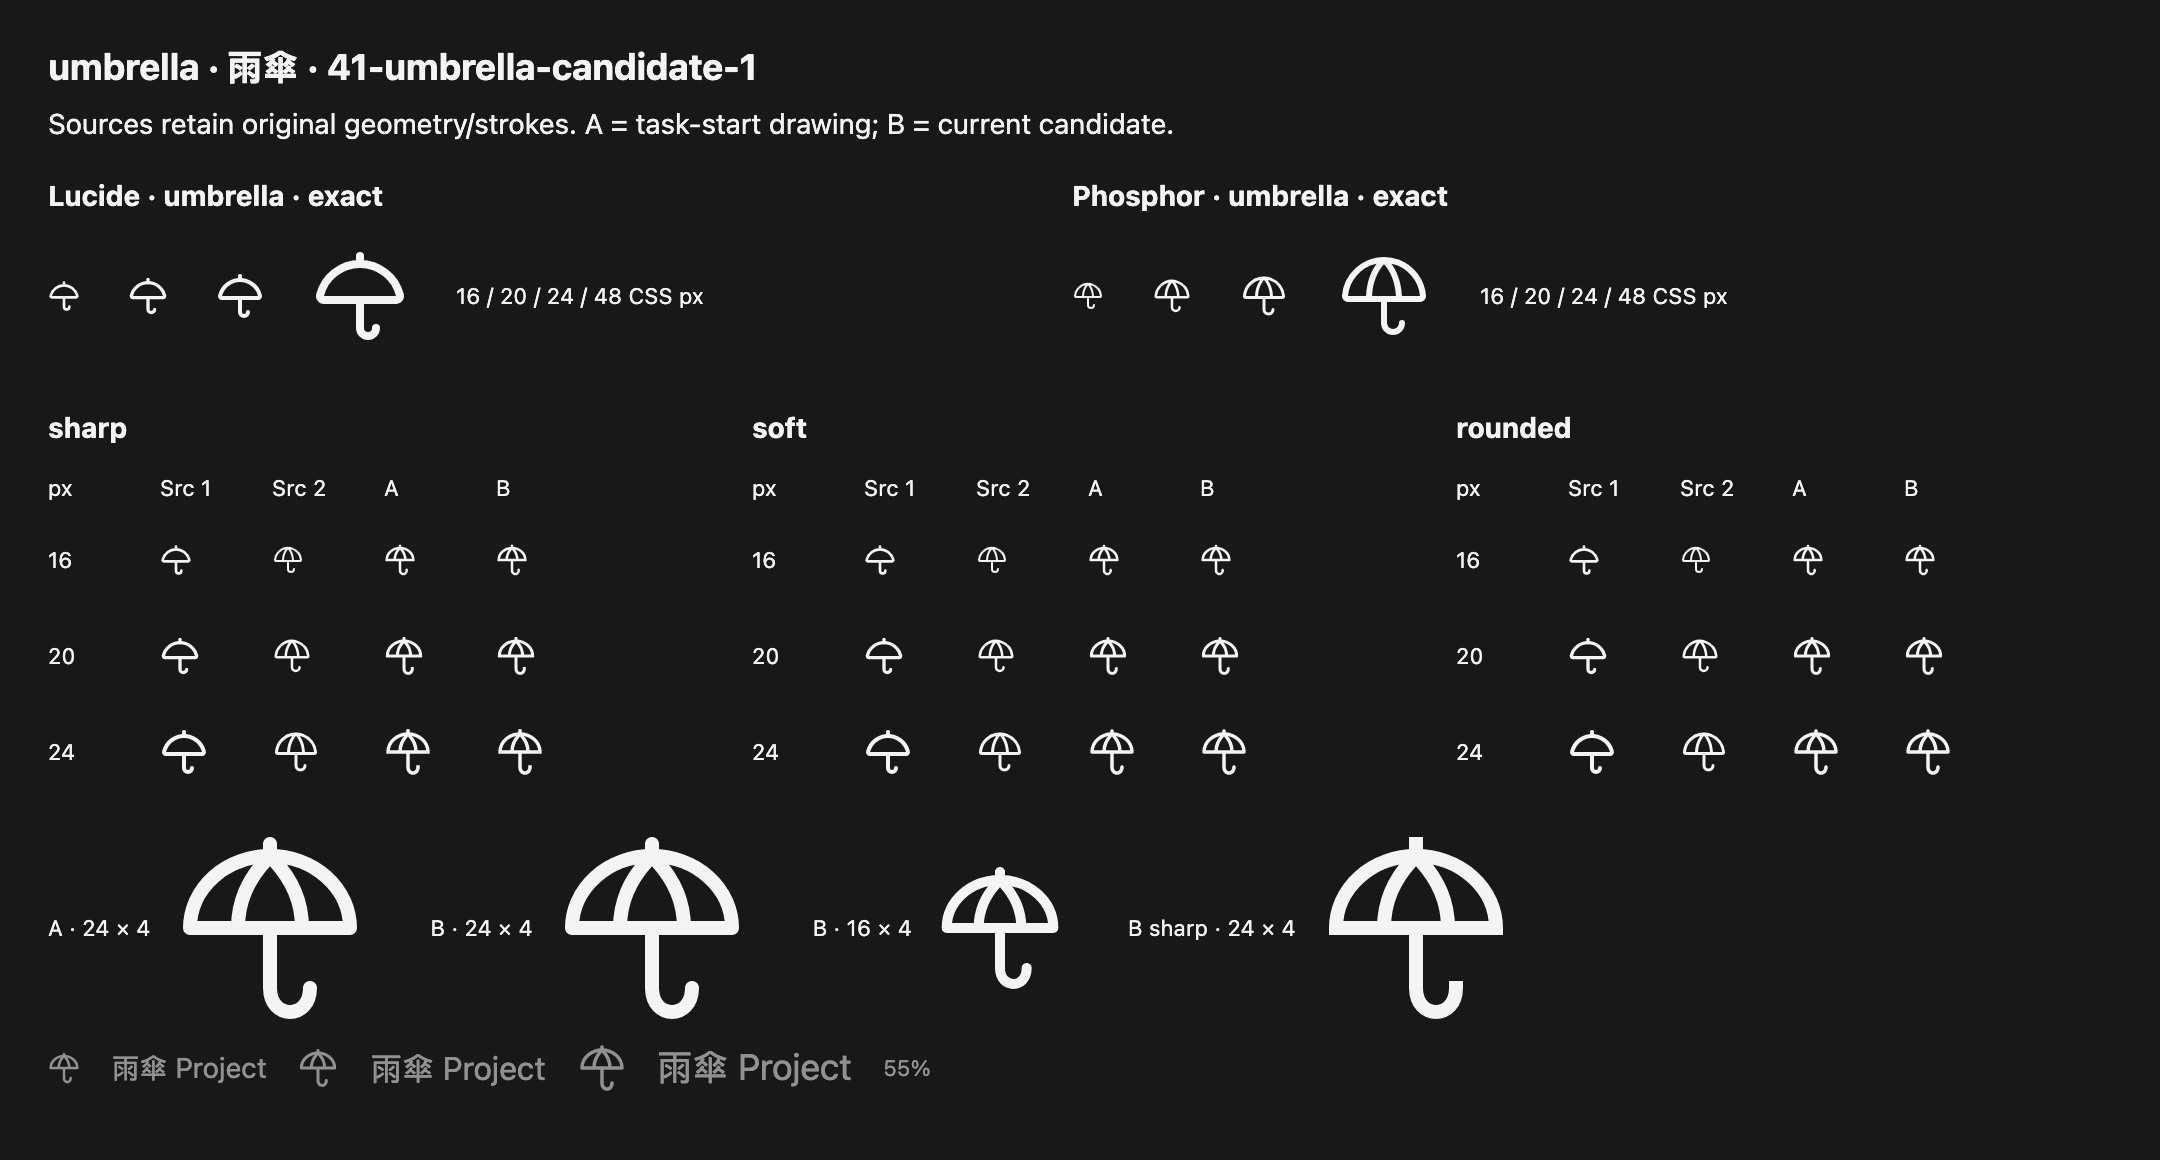 umbrella · 雨傘 · 41-umbrella-candidate-1
Sources retain original geometry/strokes. A = task-start drawing; B = current candidate.
Lucide · umbrella · exact
16 / 20 / 24 / 48 CSS px
Phosphor · umbrella · exact
16 / 20 / 24 / 48 CSS px
sharp
px Src 1 Src 2 A B
16
20
24
soft
px Src 1 Src 2 A B
16
20
24
rounded
px Src 1 Src 2 A B
16
20
24
A · 24 × 4
B · 24 × 4
B · 16 × 4
B sharp · 24 × 4
雨傘 Project
雨傘 Project
雨傘 Project
55%